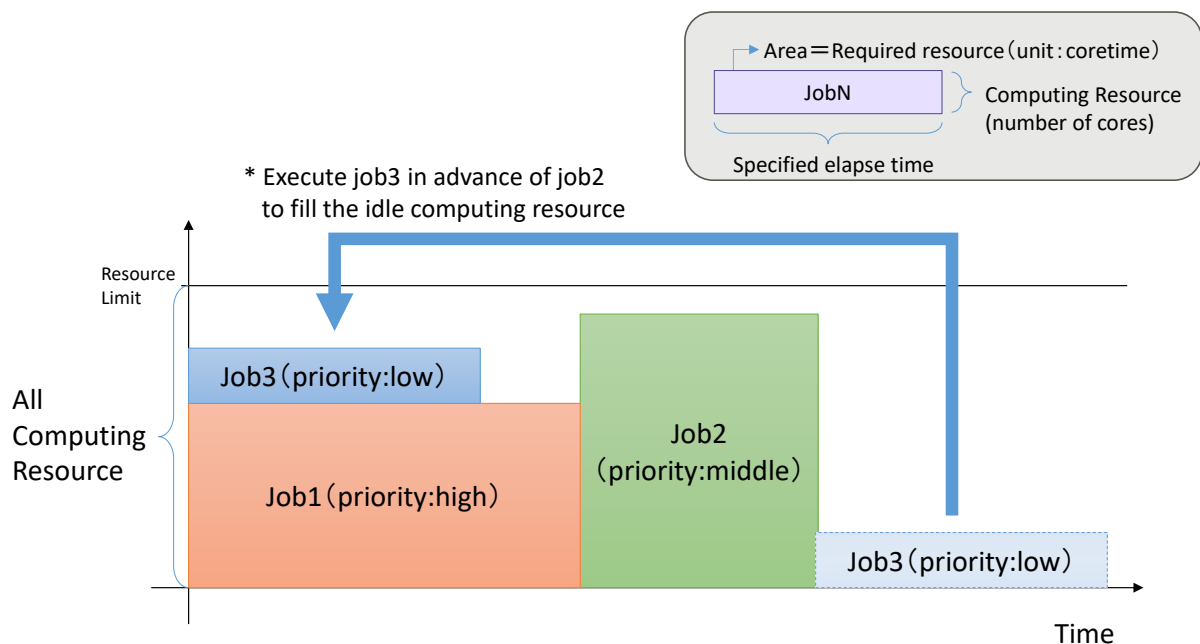 Area＝Required resource（unit：coretime）
JobN
Computing Resource
(number of cores)
Specified elapse time
* Execute job3 in advance of job2
to fill the idle computing resource
Resource
Limit
Job3（priority:low）
All
Computing
Resource
Job2
（priority:middle）
Job1（priority:high）
Job3（priority:low）
Time